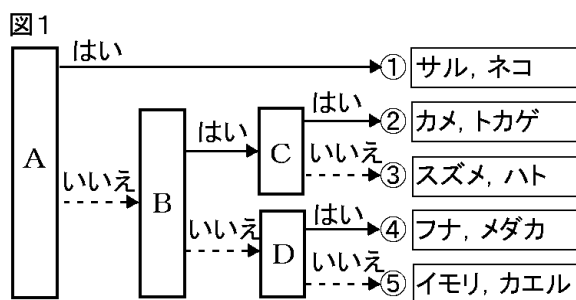 図1
はい
① サル, ネコ
はい
② カメ, トカゲ
はい
C
A
いいえ
③ スズメ, ハト
いいえ
B
はい
④ フナ, メダカ
いいえ
D
いいえ
⑤ イモリ, カエル